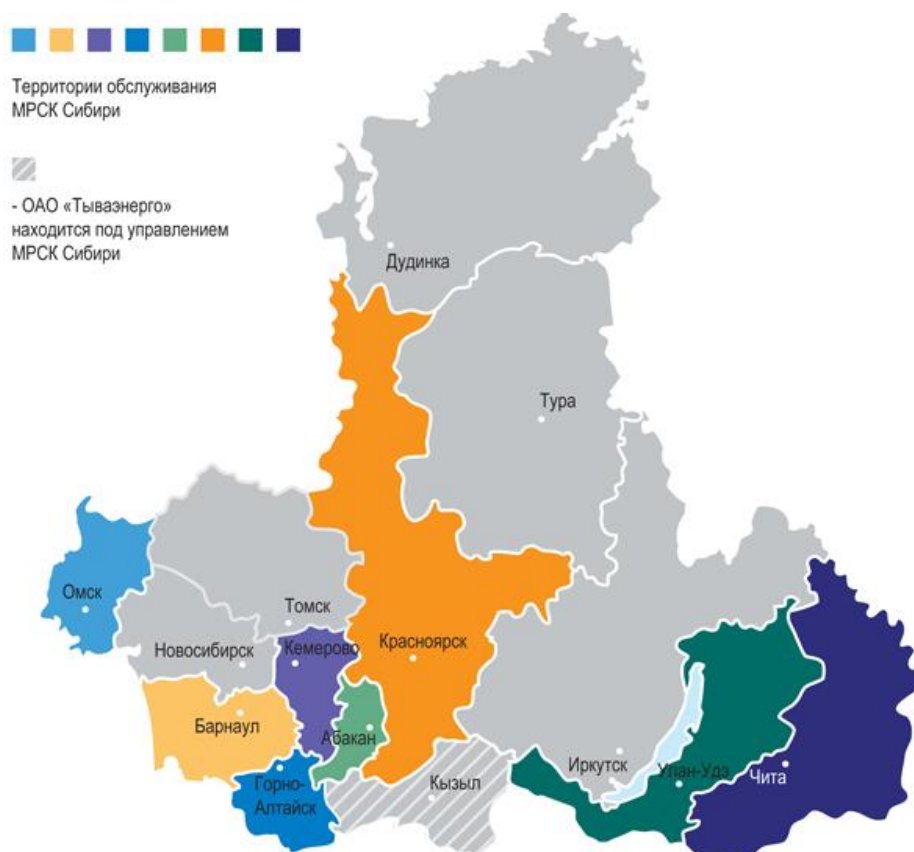 Территории обслуживания
МРСК Сибири
- ОАО «Тываэнерго»
находится под управлением
МРСК Сибири
Дудинка
Тура
Омск
Томск
Новосибирск
Кемерово
Красноярск
Барнаул
Абакан
Горно-
Алтайск
Кызыл
Иркутск
Улан-Удэ
Чита